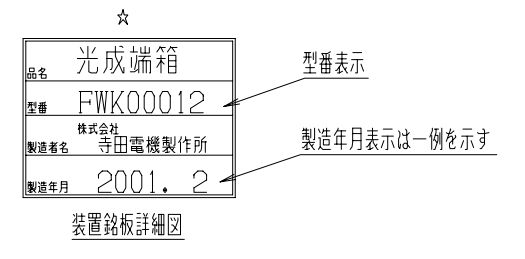 ☆
品名 光成端箱
型番 FWK00012
型番表示
製造者名 株式会社 寺田電機製作所
製造年月表示は一例を示す
製造年月 2001. 2
装置銘板詳細図